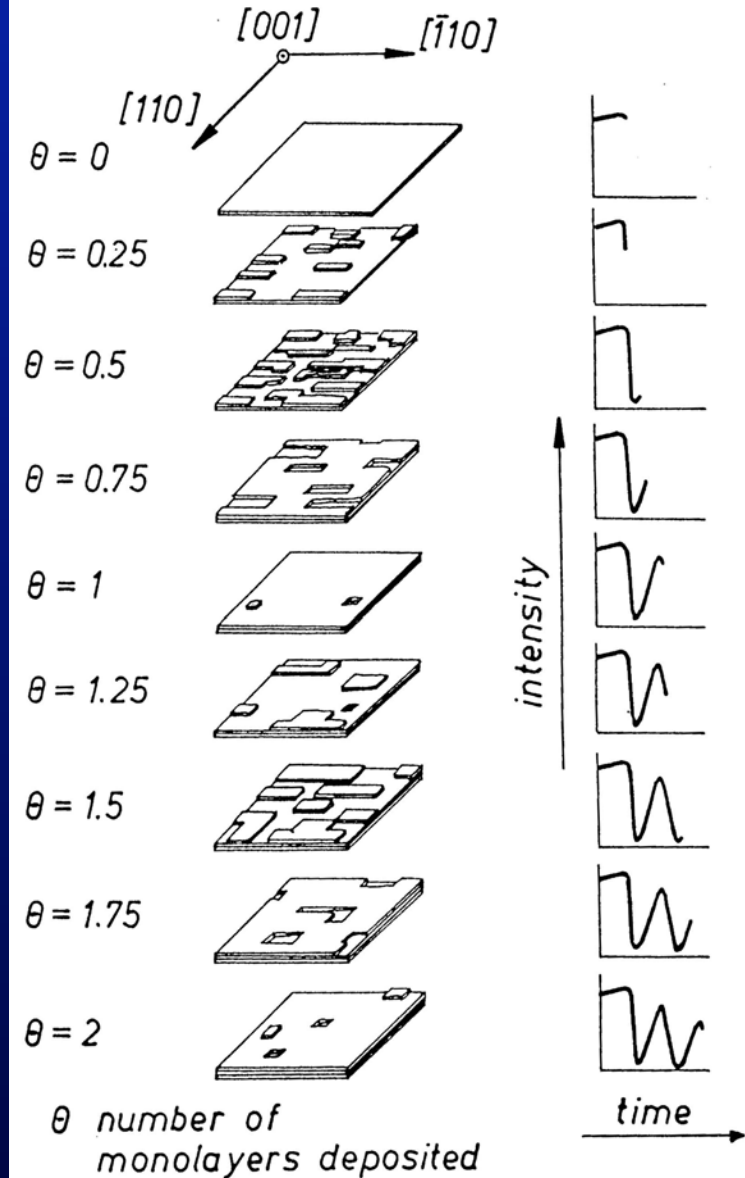 [001]
[1̄10]
[110]
θ = 0
θ = 0.25
θ = 0.5
θ = 0.75
θ = 1
θ = 1.25
θ = 1.5
θ = 1.75
θ = 2
intensity
θ number of
monolayers deposited
time